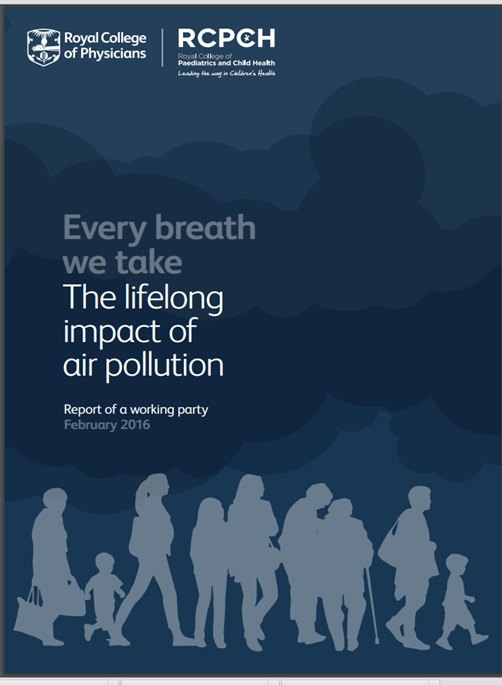 Royal College
of Physicians
RCPCH
Royal College of
Paediatrics and Child Health
Leading the way in Children's Health
Every breath
we take
The lifelong
impact of
air pollution
Report of a working party
February 2016